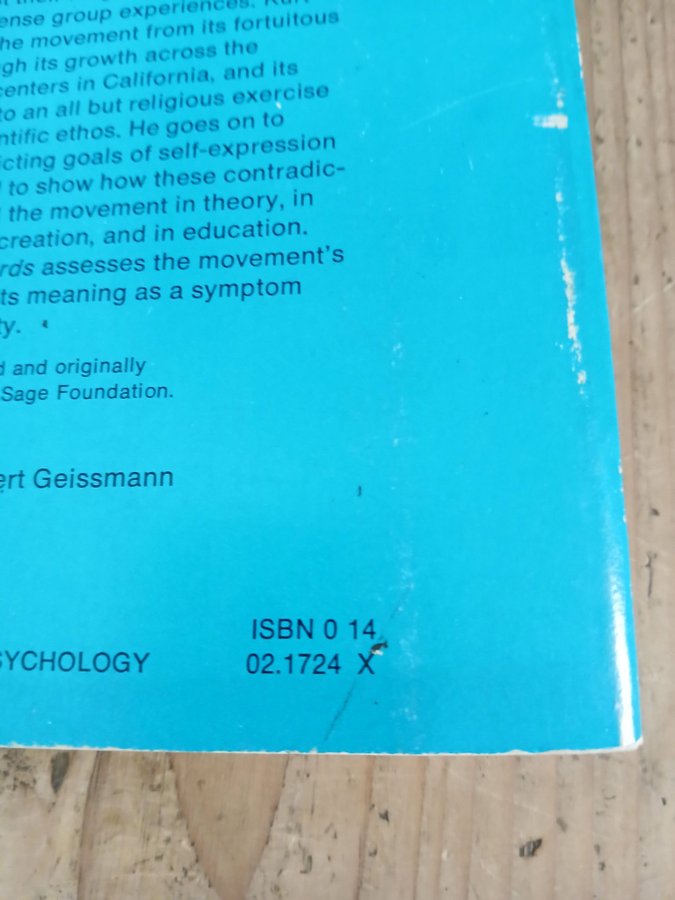 ense group experiences. Kurt
he movement from its fortuitous
gh its growth across the
centers in California, and its
to an all but religious exercise
ntific ethos. He goes on to
icting goals of self-expression
to show how these contradic-
the movement in theory, in
creation, and in education.
rds assesses the movement's
ts meaning as a symptom
ty.
d and originally
Sage Foundation.
ert Geissmann
ISBN 0 14
SYCHOLOGY 02.1724 X